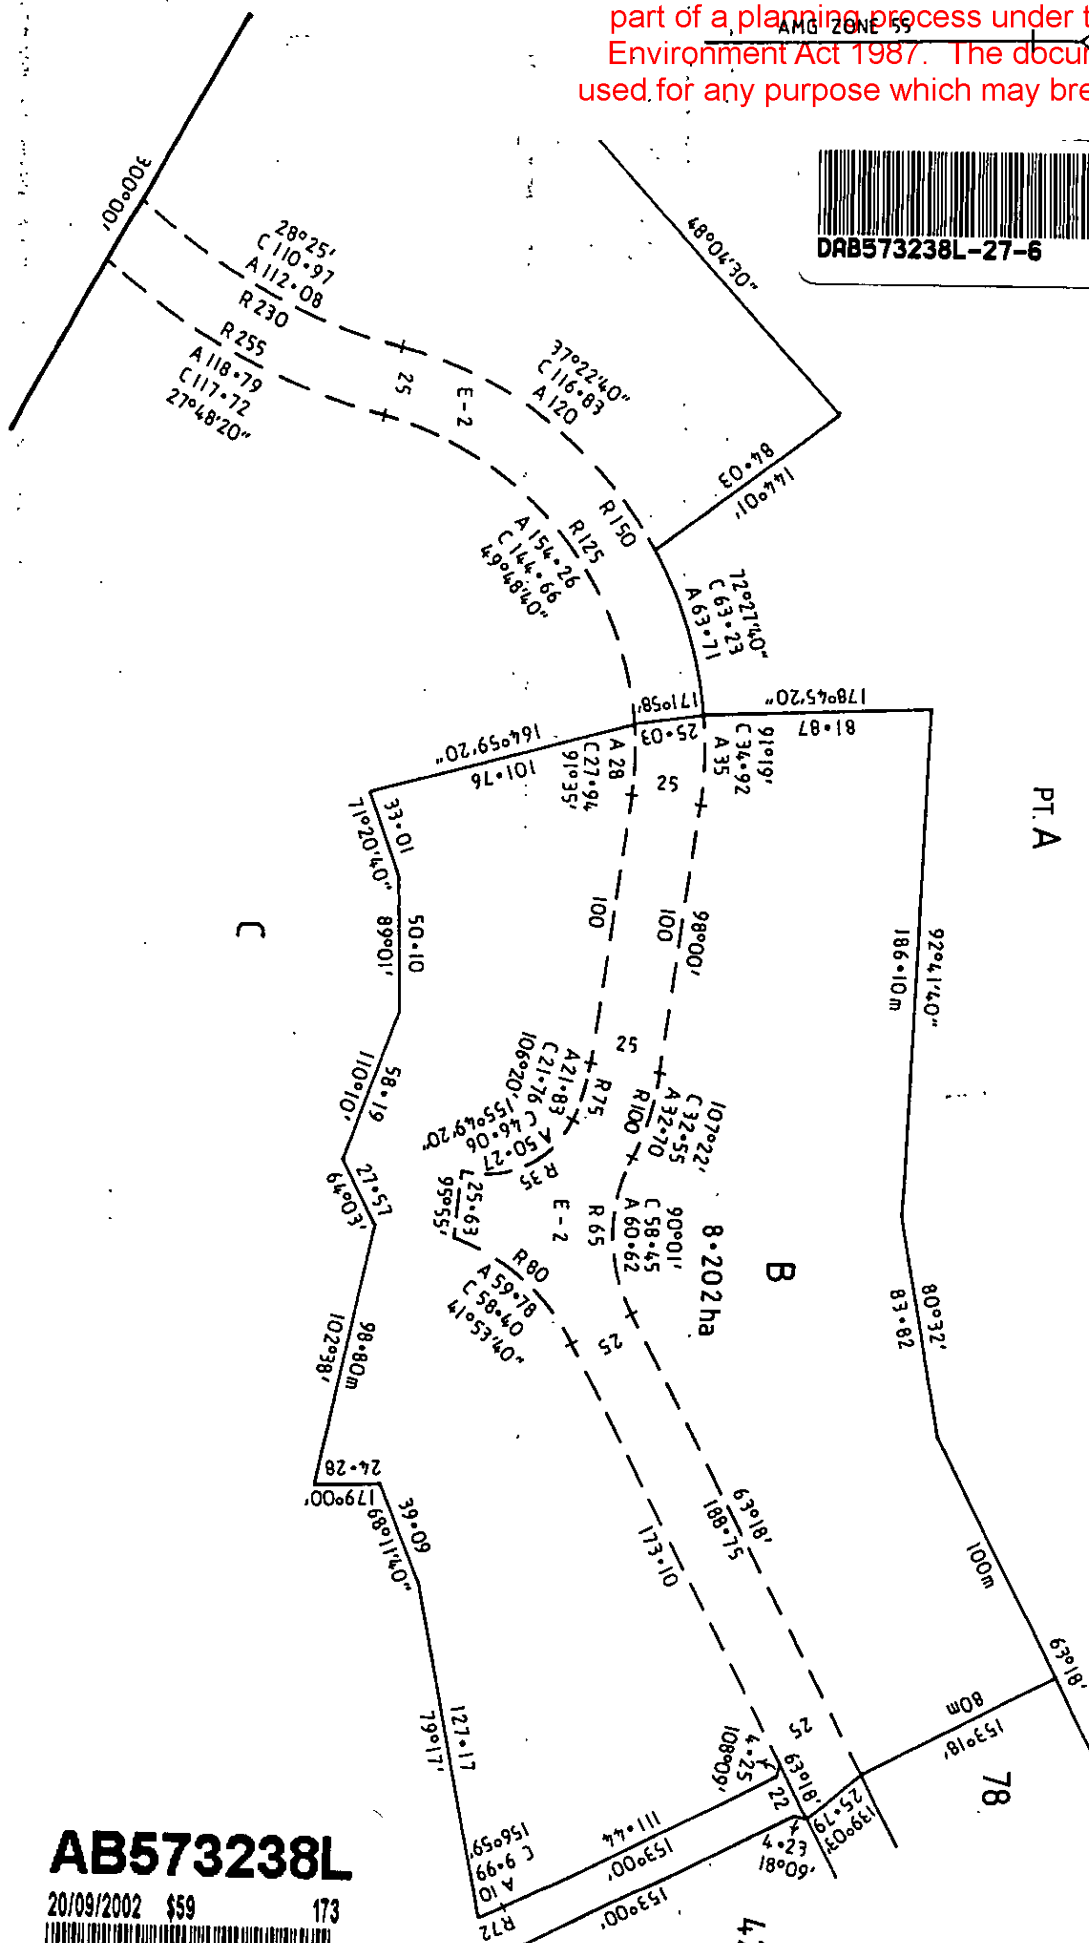 part of a planning process under t
Environment Act 1987. The docum
used for any purpose which may bre
AMG ZONE 55
DAB573238L-27-6
300°00'
28°25'
C 110·97
A 112·08
R 230
R 255
A 118·79
C 117·72
27°48'20"
25
E-2
37°22'40"
C 116·83
A 120
R 150
R 125
A 154·26
C 144·66
49°48'40"
48°04'30"
84·03
144°01'
72°27'40"
C 63·23
A 63·71
171°58'
25·03
178°45'20"
81·87
164°59'20"
101·76
A 28
C 27·94
91°35'
25
91°19'
C 34·92
A 35
PT. A
33·01
71°20'40"
50·10
89°01'
C
100
98°00'
100
92°41'40"
186·10m
58·19
110°10'
25
R 75
A 21·83
C 21·76
106°20'
R 100
107°22'
C 32·55
A 32·70
R 35
A 50·27
C 46·06
155°49'20"
27·57
64°03'
25·63
95°55'
E-2
R 65
90°01'
C 58·45
A 60·62
8·202ha
B
R 80
A 59·78
C 58·40
41°53'40"
25
80°32'
83·82
98·80m
102°38'
24·28
179°00'
39·09
68°11'40"
173·10
63°18'
188·75
100m
63°18'
80m
153°18'
78
127·17
79°17'
25
4·25
108°09'
63°18'
22
25·79
139°03'
4·23
18°09'
111·44
153°00'
153°00'
A 10
C 9·99
156°59'
R72
AB573238L
20/09/2002 $59 173